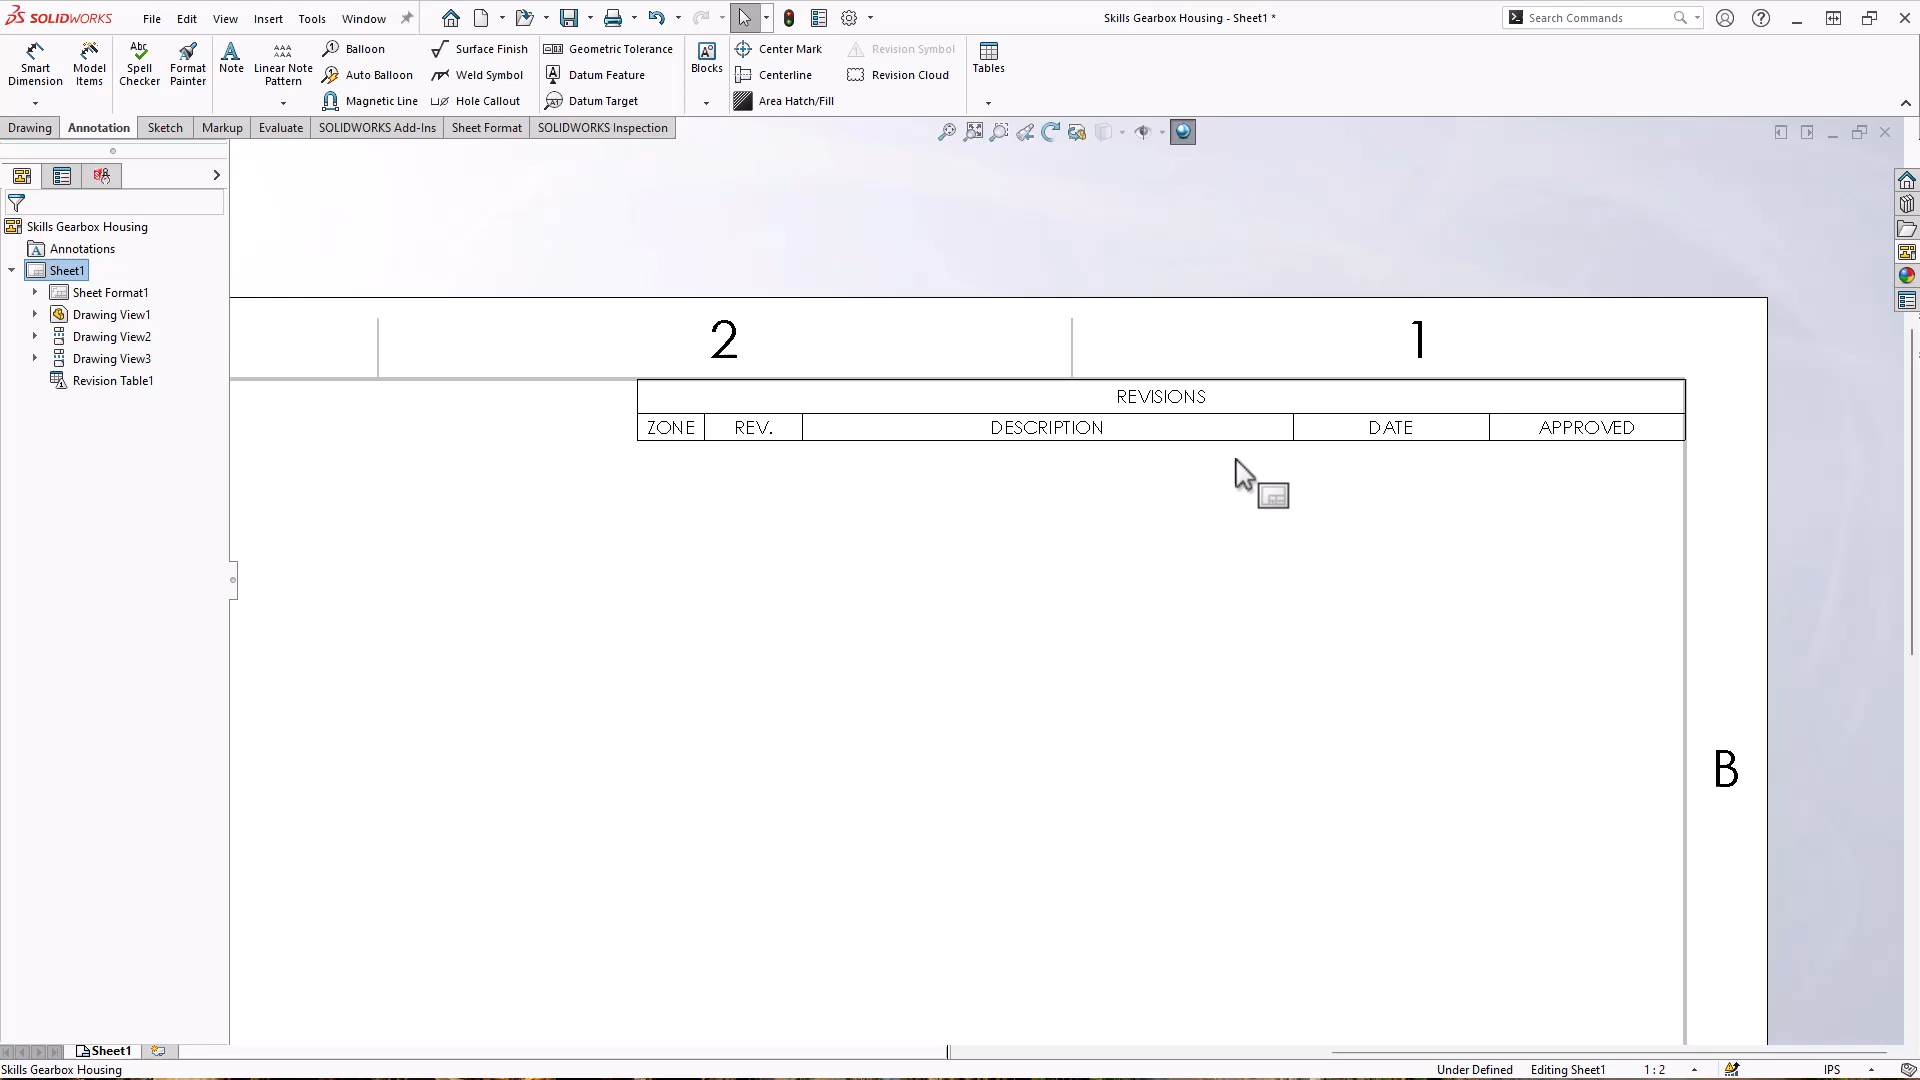 SOLIDWORKS File Edit View Insert Tools Window
Skills Gearbox Housing - Sheet1 *
Search Commands
Smart Dimension
Model Items
Spell Checker
Format Painter
Note
Linear Note Pattern
Balloon
Auto Balloon
Magnetic Line
Surface Finish
Weld Symbol
Hole Callout
Geometric Tolerance
Datum Feature
Datum Target
Blocks
Center Mark
Centerline
Area Hatch/Fill
Revision Symbol
Revision Cloud
Tables
Drawing Annotation Sketch Markup Evaluate SOLIDWORKS Add-Ins Sheet Format SOLIDWORKS Inspection
Skills Gearbox Housing
Annotations
Sheet1
Sheet Format1
Drawing View1
Drawing View2
Drawing View3
Revision Table1
2 1
REVISIONS
ZONE REV. DESCRIPTION DATE APPROVED
B
Sheet1
Skills Gearbox Housing Under Defined Editing Sheet1 1 : 2 IPS